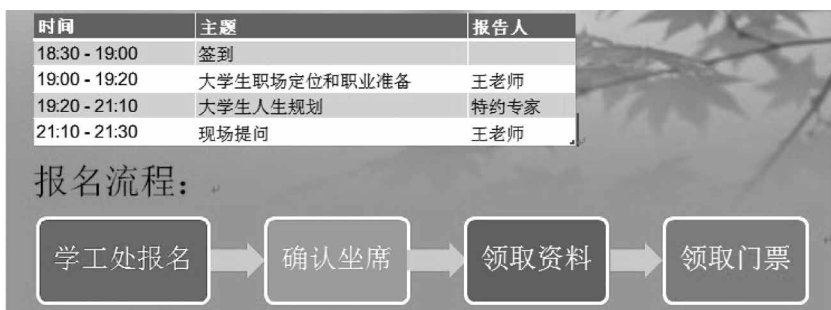 时间 主题 报告人
18:30 - 19:00 签到
19:00 - 19:20 大学生职场定位和职业准备 王老师
19:20 - 21:10 大学生人生规划 特约专家
21:10 - 21:30 现场提问 王老师
报名流程：
学工处报名 确认坐席 领取资料 领取门票